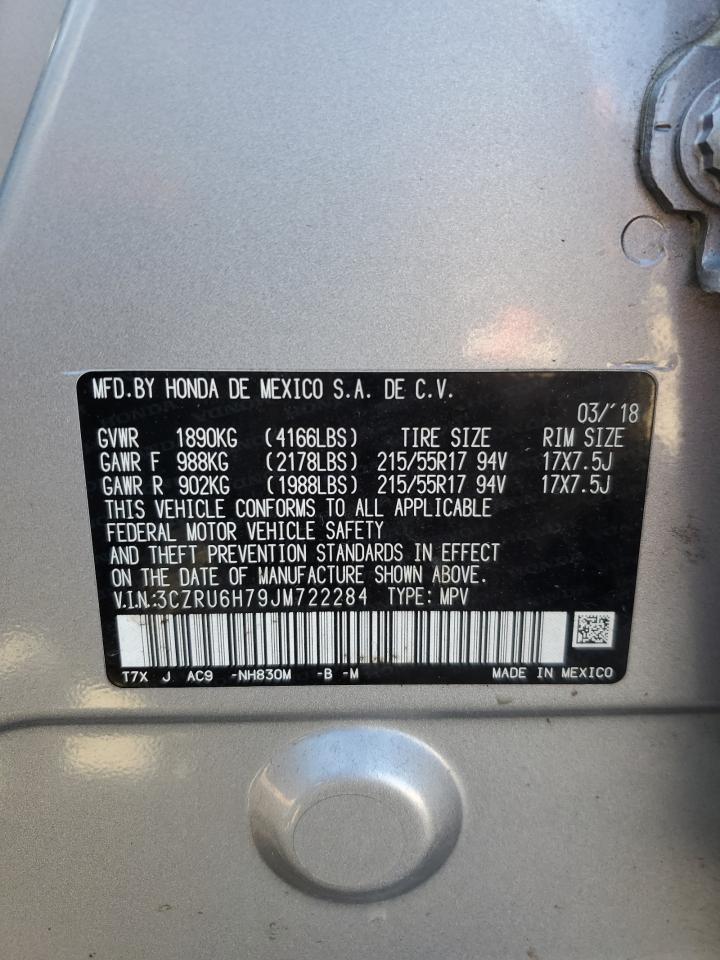 MFD.BY HONDA DE MEXICO S.A. DE C.V.
03/'18
GVWR 1890KG (4166LBS) TIRE SIZE RIM SIZE
GAWR F 988KG (2178LBS) 215/55R17 94V 17X7.5J
GAWR R 902KG (1988LBS) 215/55R17 94V 17X7.5J
THIS VEHICLE CONFORMS TO ALL APPLICABLE
FEDERAL MOTOR VEHICLE SAFETY
AND THEFT PREVENTION STANDARDS IN EFFECT
ON THE DATE OF MANUFACTURE SHOWN ABOVE.
V.I.N.:3CZRU6H79JM722284 TYPE: MPV
T7X J AC9 -NH830M -B -M MADE IN MEXICO